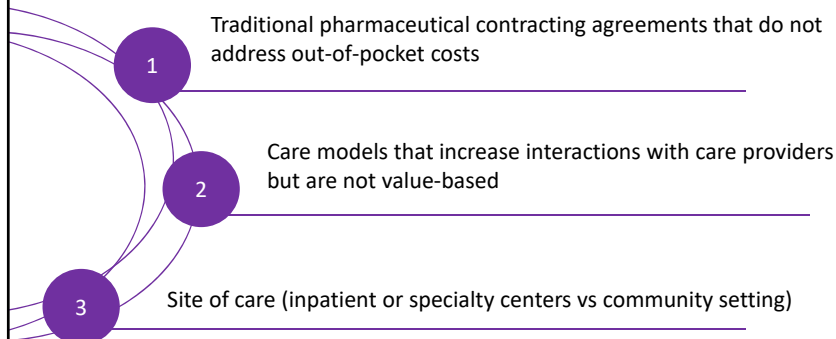 1
Traditional pharmaceutical contracting agreements that do not
address out-of-pocket costs
2
Care models that increase interactions with care providers
but are not value-based
3
Site of care (inpatient or specialty centers vs community setting)